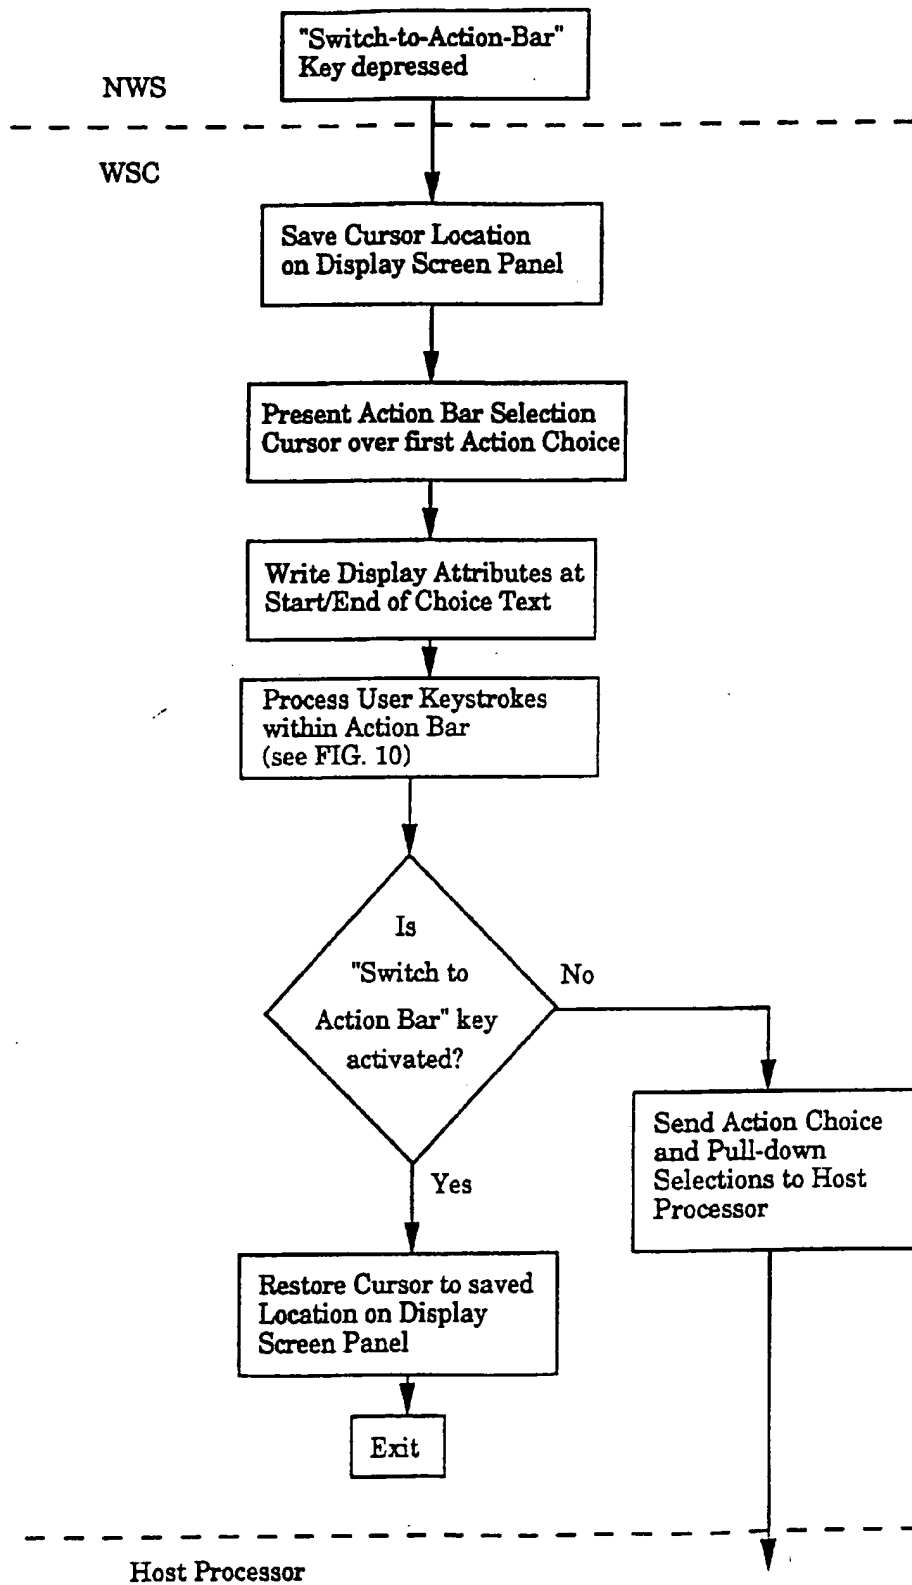 "Switch-to-Action-Bar"
Key depressed
NWS
WSC
Save Cursor Location
on Display Screen Panel
Present Action Bar Selection
Cursor over first Action Choice
Write Display Attributes at
Start/End of Choice Text
Process User Keystrokes
within Action Bar
(see FIG. 10)
Is
"Switch to
Action Bar" key
activated?
No
Yes
Send Action Choice
and Pull-down
Selections to Host
Processor
Restore Cursor to saved
Location on Display
Screen Panel
Exit
Host Processor